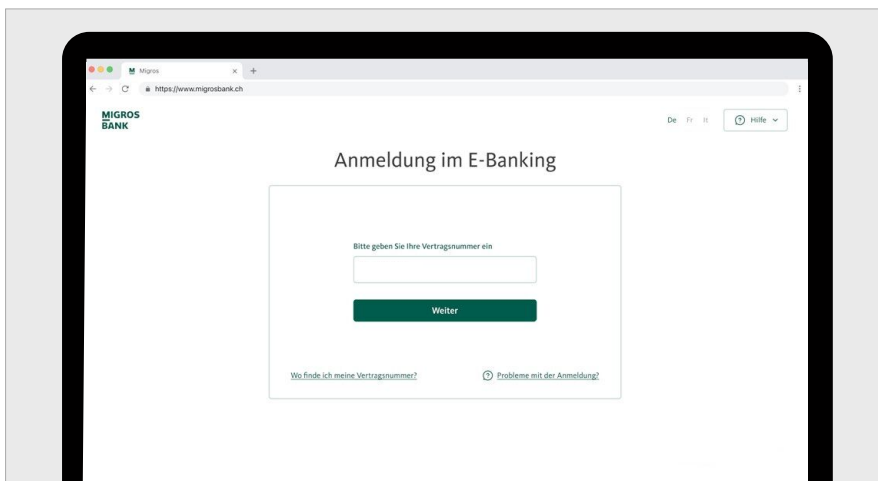 Migros
https://www.migrosbank.ch
MIGROS
BANK
De Fr It Hilfe
Anmeldung im E-Banking
Bitte geben Sie Ihre Vertragsnummer ein
Weiter
Wo finde ich meine Vertragsnummer? Probleme mit der Anmeldung?